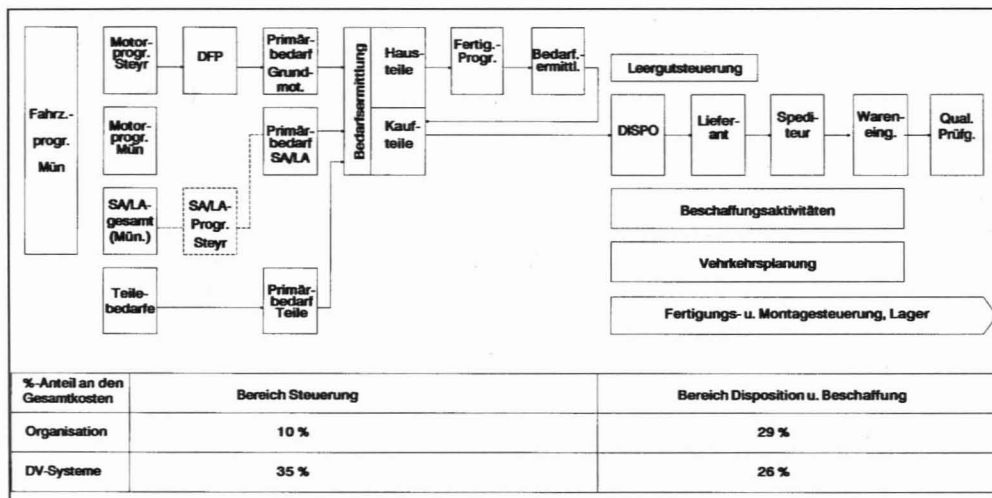 Fahrz.-
progr.
Mün
Motor-
progr.
Steyr
DFP
Primär-
bedarf
Grund-
mot.
Motor-
progr.
Mün
Primär-
bedarf
SA/LA
SA/LA-
gesamt
(Mün.)
SA/LA-
Progr.
Steyr
Teile-
bedarfe
Primär-
bedarf
Teile
Bedarfsermittlung
Haus-
teile
Kauf-
teile
Fertig.-
Progr.
Bedarf.-
ermittl.
Leergutsteuerung
DISPO
Liefer-
ant
Spedi-
teur
Waren-
eing.
Qual.
Prüfg.
Beschaffungsaktivitäten
Vehrkehrsplanung
Fertigungs- u. Montagesteuerung, Lager
%-Anteil an den
Gesamtkosten
Bereich Steuerung
Bereich Disposition u. Beschaffung
Organisation
10 %
29 %
DV-Systeme
35 %
26 %